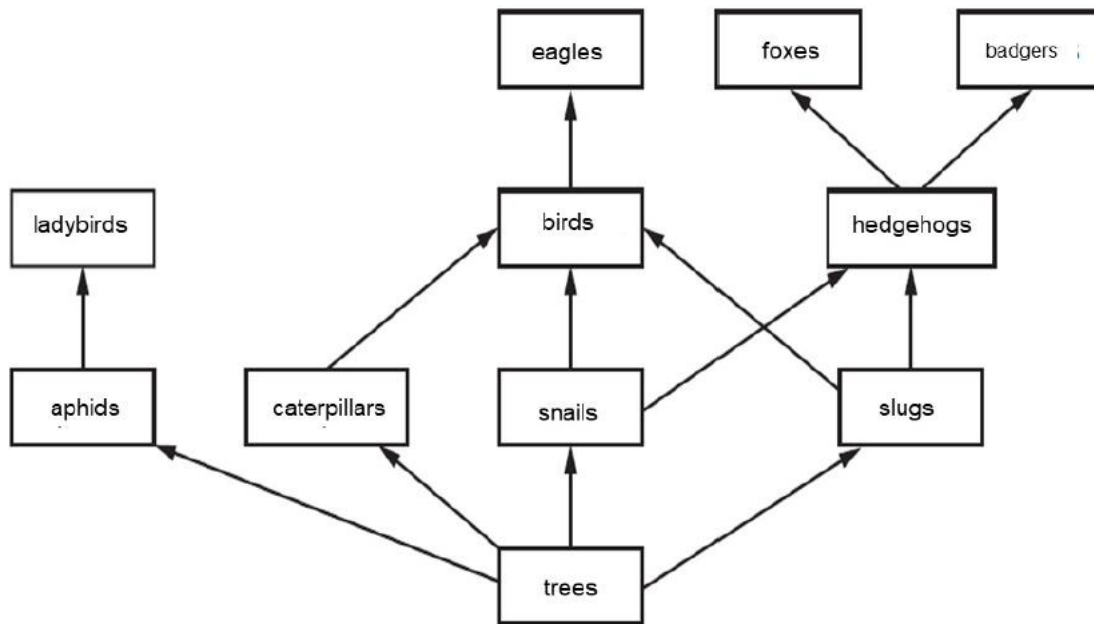 eagles
foxes
badgers
ladybirds
birds
hedgehogs
aphids
caterpillars
snails
slugs
trees